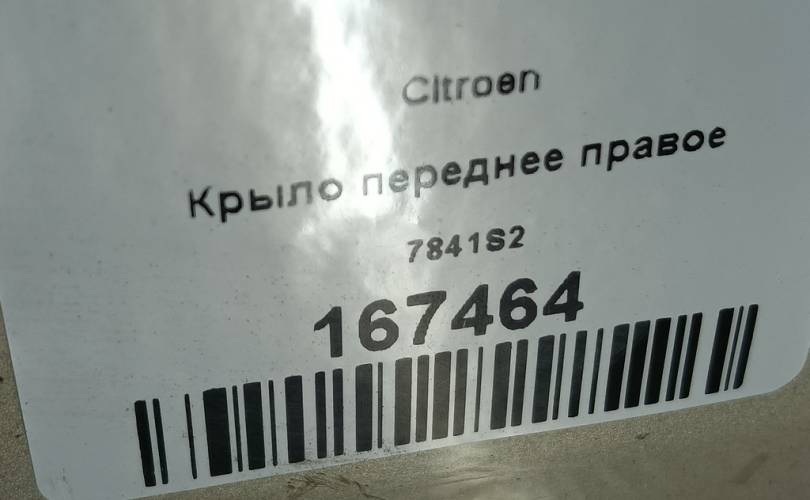 Citroen
Крыло переднее правое
7841S2
167464